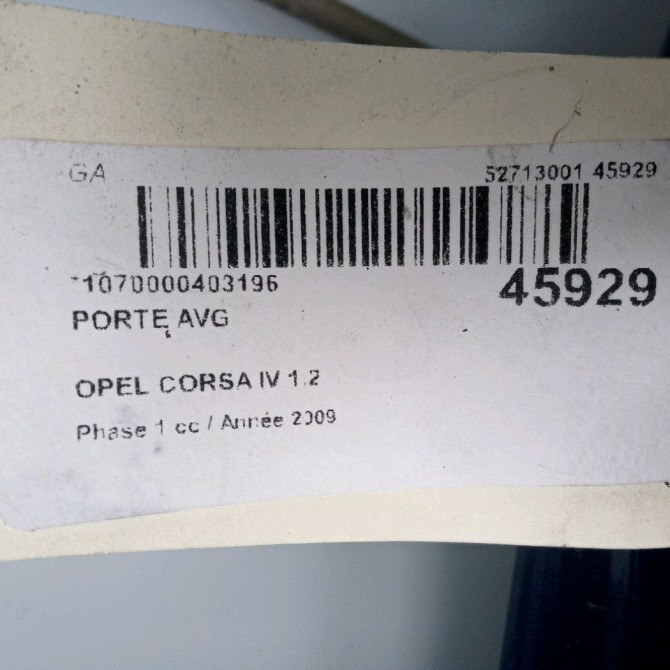 GA 52713001 45929
*1070000403196 45929
PORTE AVG
OPEL CORSA IV 1.2
Phase 1 cc / Année 2009